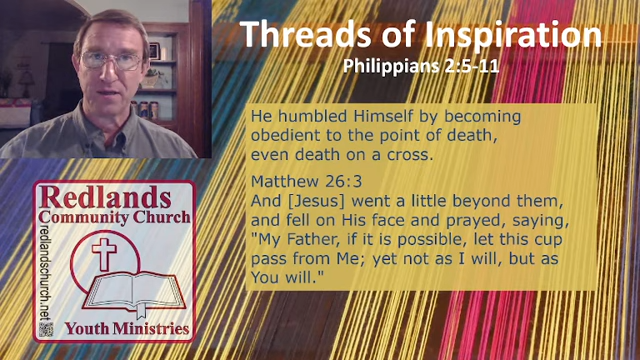 Threads of Inspiration
Philippians 2:5-11
He humbled Himself by becoming
obedient to the point of death,
even death on a cross.
Matthew 26:3
And [Jesus] went a little beyond them,
and fell on His face and prayed, saying,
"My Father, if it is possible, let this cup
pass from Me; yet not as I will, but as
You will."
Redlands
Community Church
redlandschurch.net
Youth Ministries